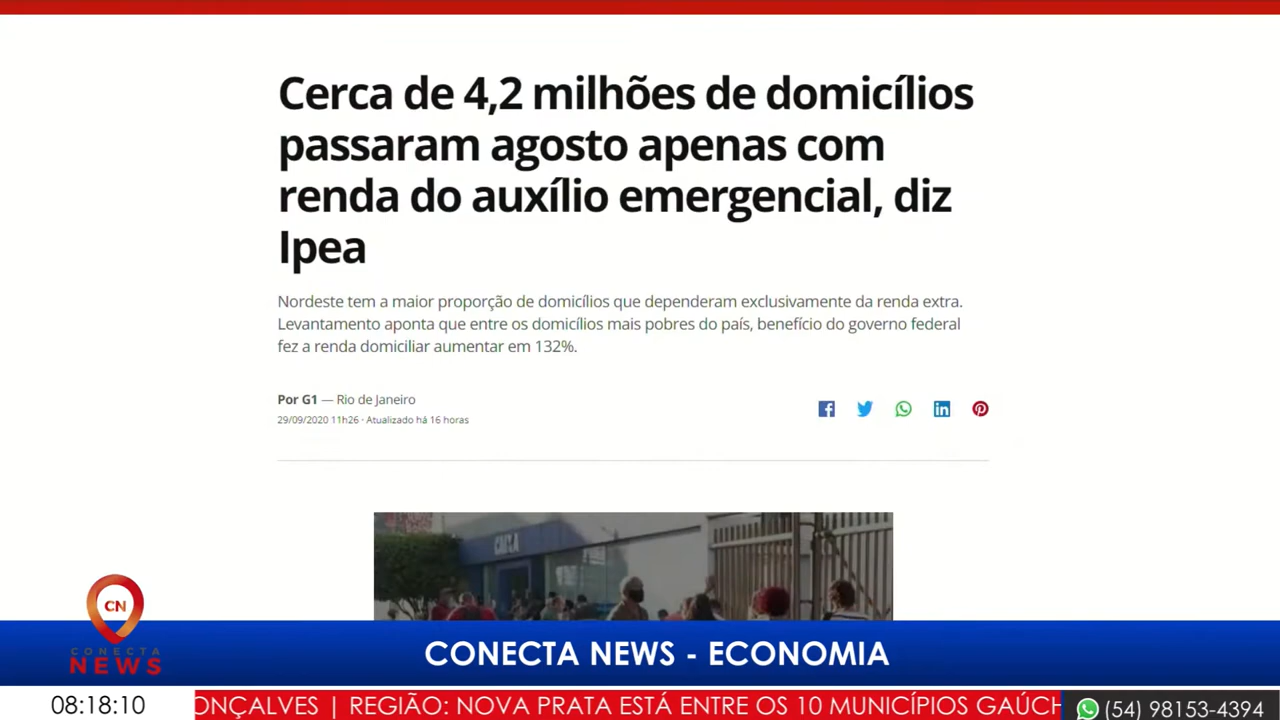 Cerca de 4,2 milhões de domicílios
passaram agosto apenas com
renda do auxílio emergencial, diz
Ipea
Nordeste tem a maior proporção de domicílios que dependeram exclusivamente da renda extra.
Levantamento aponta que entre os domicílios mais pobres do país, benefício do governo federal
fez a renda domiciliar aumentar em 132%.
Por G1 — Rio de Janeiro
29/09/2020 11h26 · Atualizado há 16 horas
CAIXA
CN
CONECTA
NEWS
CONECTA NEWS - ECONOMIA
08:18:10
ONÇALVES | REGIÃO: NOVA PRATA ESTÁ ENTRE OS 10 MUNICÍPIOS GAÚCH
(54) 98153-4394